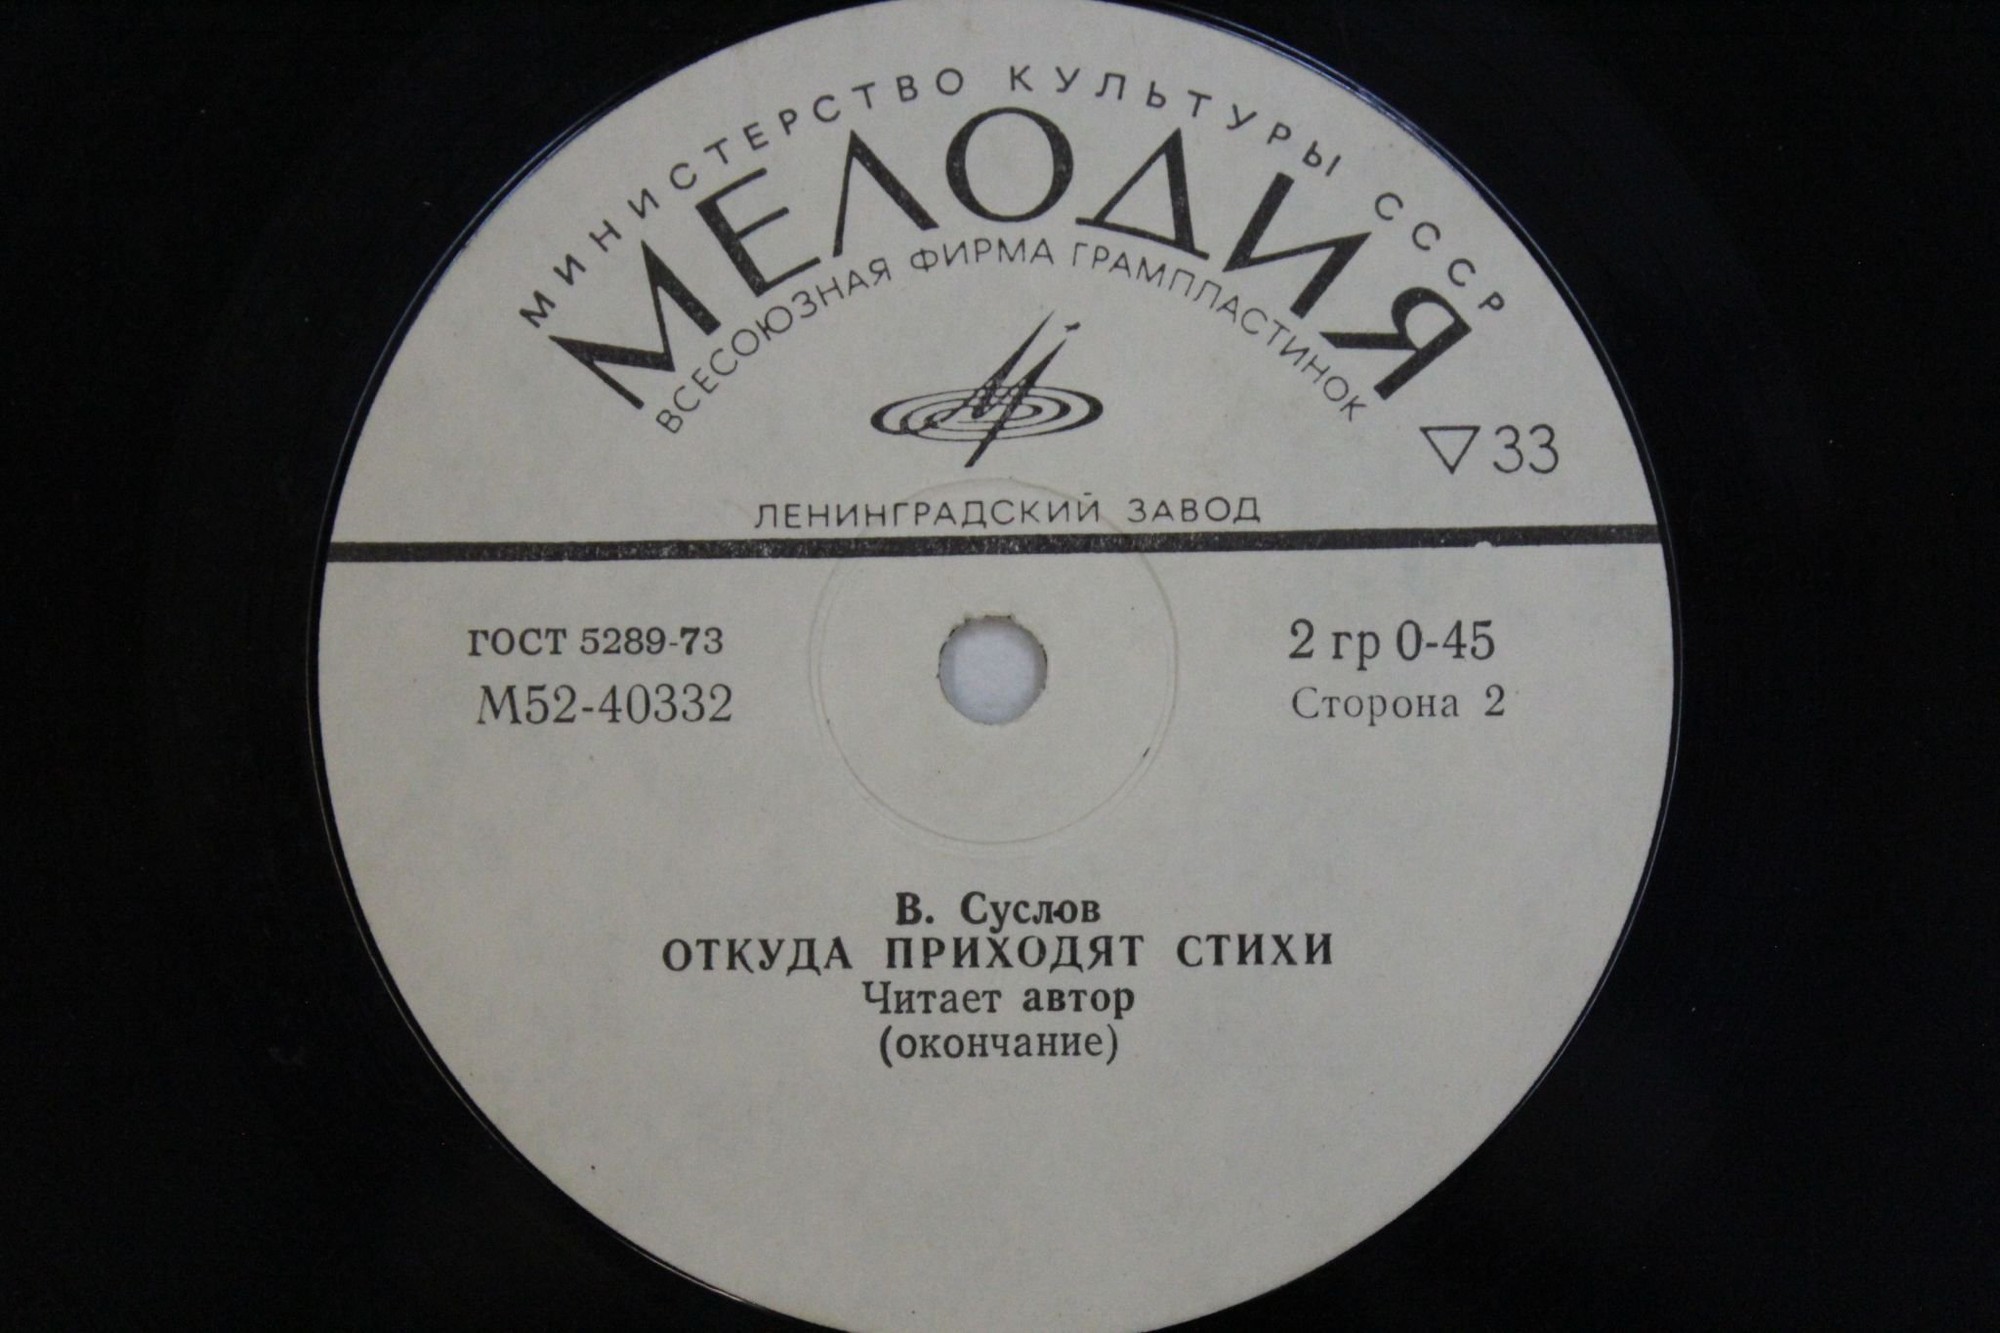 МИНИСТЕРСТВО КУЛЬТУРЫ СССР
МЕЛОДИЯ
ВСЕСОЮЗНАЯ ФИРМА ГРАМПЛАСТИНОК
33
ЛЕНИНГРАДСКИЙ ЗАВОД
ГОСТ 5289-73
М52-40332
2 гр 0-45
Сторона 2
В. Суслов
ОТКУДА ПРИХОДЯТ СТИХИ
Читает автор
(окончание)